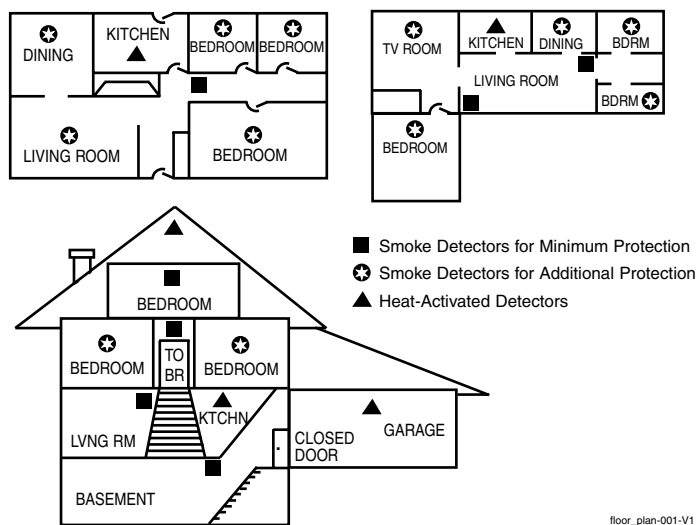 DINING
KITCHEN
BEDROOM
BEDROOM
LIVING ROOM
BEDROOM
TV ROOM
KITCHEN
DINING
BDRM
LIVING ROOM
BDRM
BEDROOM
Smoke Detectors for Minimum Protection
Smoke Detectors for Additional Protection
Heat-Activated Detectors
BEDROOM
BEDROOM
TO
BR
BEDROOM
LVNG RM
KTCHN
CLOSED
DOOR
GARAGE
BASEMENT
floor_plan-001-V1